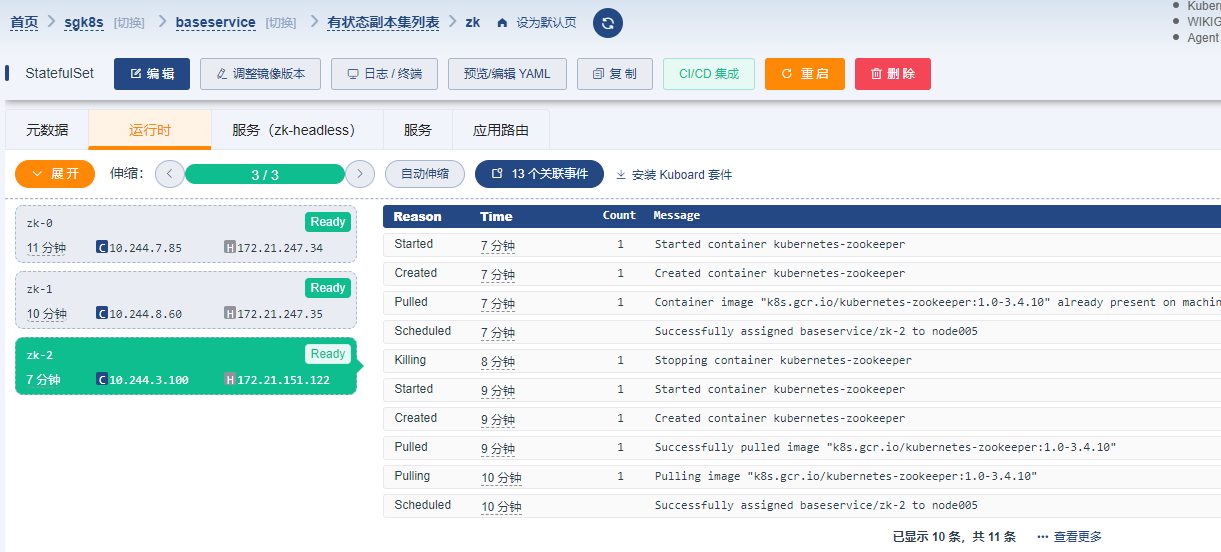 首页 sgk8s [切换] baseservice [切换] 有状态副本集列表 zk 设为默认页
WIKIG
Agent
StatefulSet 编 辑 调整镜像版本 日志 / 终端 预览/编辑 YAML 复 制 CI/CD 集成 重 启 删 除
元数据 运行时 服务（zk-headless） 服务 应用路由
展 开 伸缩： 3 / 3 自动伸缩 13 个关联事件 安装 Kuboard 套件
zk-0 Ready
11 分钟 C 10.244.7.85 H 172.21.247.34
zk-1 Ready
10 分钟 C 10.244.8.60 H 172.21.247.35
zk-2 Ready
7 分钟 C 10.244.3.100 H 172.21.151.122
Reason Time Count Message
Started 7 分钟 1 Started container kubernetes-zookeeper
Created 7 分钟 1 Created container kubernetes-zookeeper
Pulled 7 分钟 1 Container image "k8s.gcr.io/kubernetes-zookeeper:1.0-3.4.10" already present on machin
Scheduled 7 分钟 Successfully assigned baseservice/zk-2 to node005
Killing 8 分钟 1 Stopping container kubernetes-zookeeper
Started 9 分钟 1 Started container kubernetes-zookeeper
Created 9 分钟 1 Created container kubernetes-zookeeper
Pulled 9 分钟 1 Successfully pulled image "k8s.gcr.io/kubernetes-zookeeper:1.0-3.4.10"
Pulling 10 分钟 1 Pulling image "k8s.gcr.io/kubernetes-zookeeper:1.0-3.4.10"
Scheduled 10 分钟 Successfully assigned baseservice/zk-2 to node005
已显示 10 条，共 11 条 ··· 查看更多